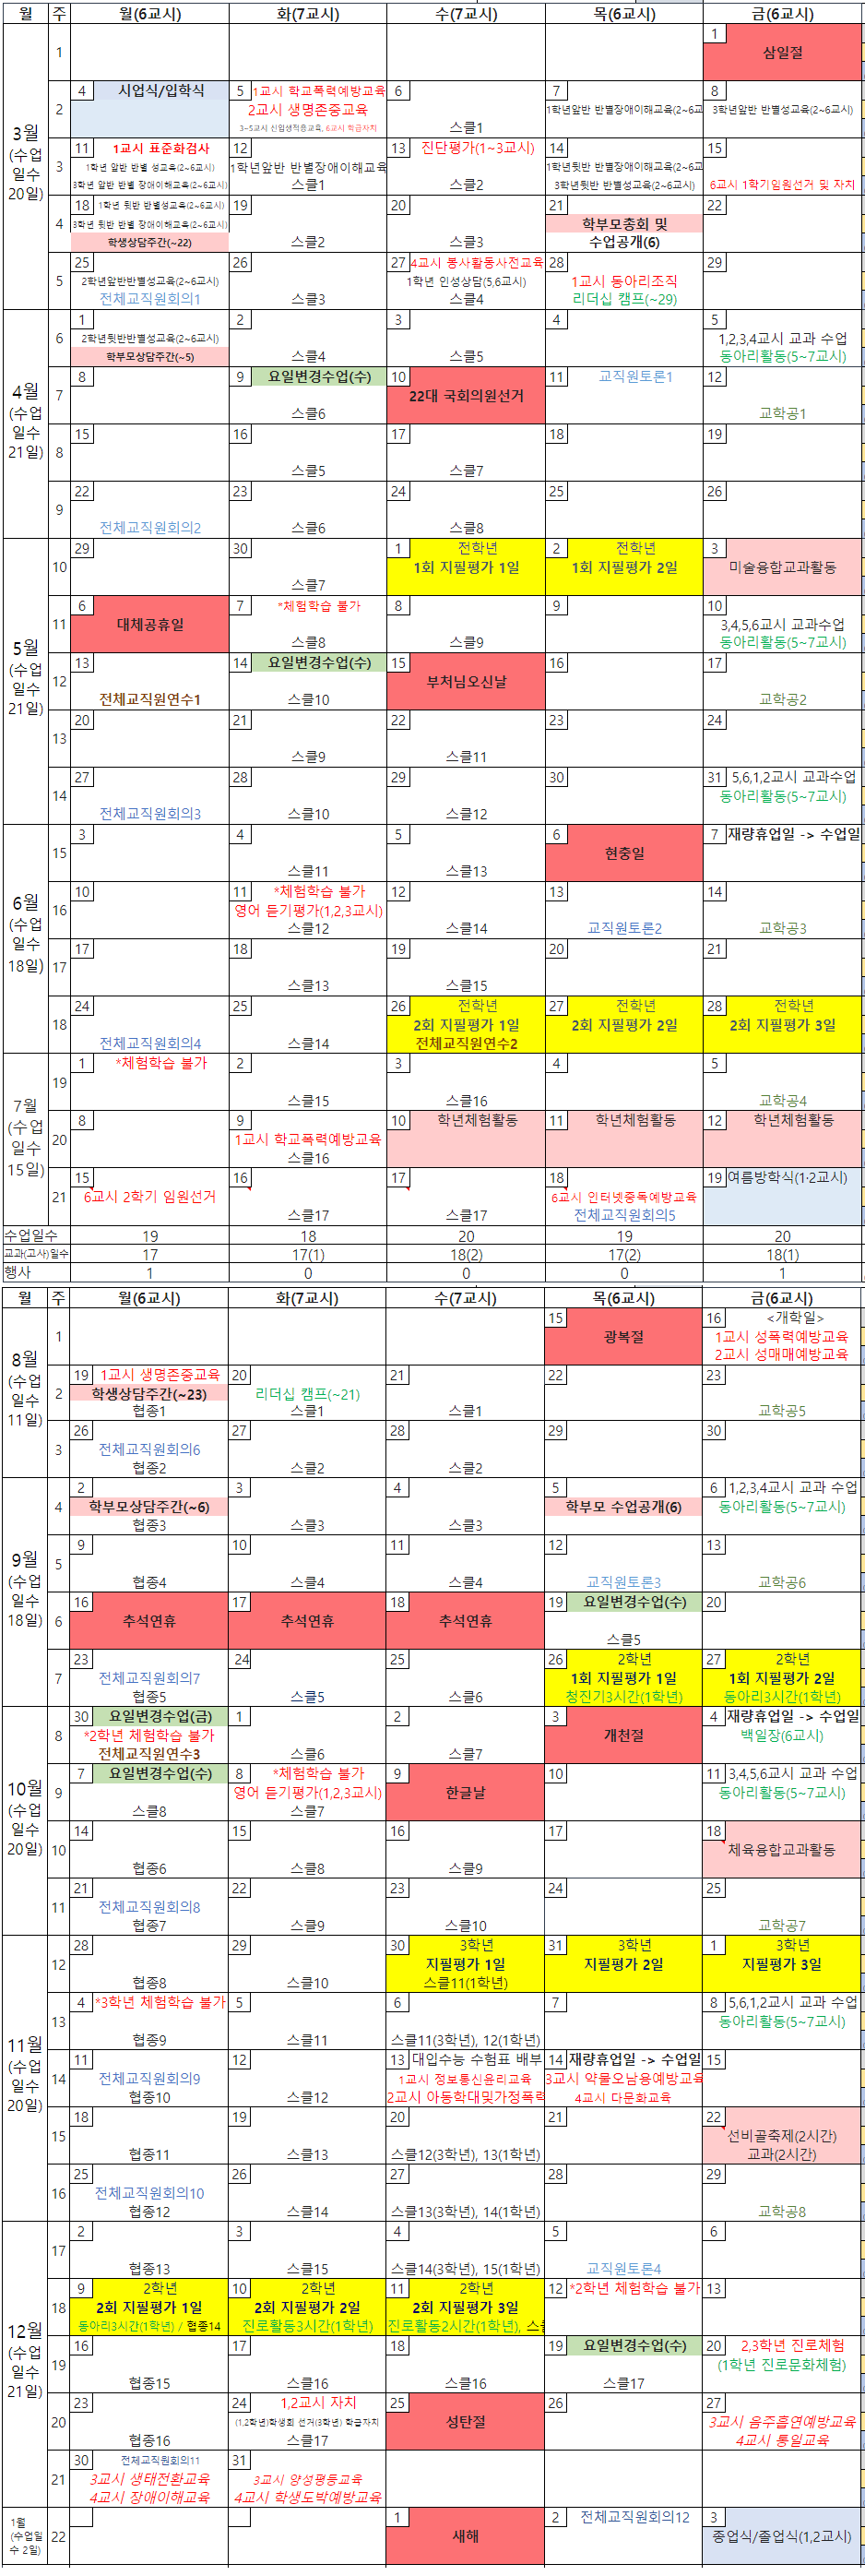 월 주 월(6교시) 화(7교시) 수(7교시) 목(6교시) 금(6교시)
3월
(수업
일수
20일)
1
1
삼일절
2
4 시업식/입학식
5 1교시 학교폭력예방교육
2교시 생명존중교육
3~5교시 신입생적응교육, 6교시 학급자치
6
스클1
7
1학년앞반 반별장애이해교육(2~6교
8
3학년앞반 반별성교육(2~6교시)
3
11 1교시 표준화검사
1학년 앞반 반별 성교육(2~6교시)
3학년 앞반 반별 장애이해교육(2~6교시)
12
1학년앞반 반별장애이해교육
스클1
13 진단평가(1~3교시)
스클2
14
1학년뒷반 반별장애이해교육(2~6교
3학년뒷반 반별성교육(2~6교시)
15
6교시 1학기임원선거 및 자치
4
18 1학년 뒷반 반별성교육(2~6교시)
3학년 뒷반 반별 장애이해교육(2~6교시)
학생상담주간(~22)
19
스클2
20
스클3
21
학부모총회 및
수업공개(6)
22
5
25
2학년앞반반별성교육(2~6교시)
전체교직원회의1
26
스클3
27 4교시 봉사활동사전교육
1학년 인성상담(5,6교시)
스클4
28
1교시 동아리조직
리더십 캠프(~29)
29
4월
(수업
일수
21일)
6
1
2학년뒷반반별성교육(2~6교시)
학부모상담주간(~5)
2
스클4
3
스클5
4
5
1,2,3,4교시 교과 수업
동아리활동(5~7교시)
7
8
9 요일변경수업(수)
스클6
10
22대 국회의원선거
11 교직원토론1
12
교학공1
8
15
16
스클5
17
스클7
18
19
9
22
전체교직원회의2
23
스클6
24
스클8
25
26
5월
(수업
일수
21일)
10
29
30
스클7
1 전학년
1회 지필평가 1일
2 전학년
1회 지필평가 2일
3
미술융합교과활동
11
6
대체공휴일
7 *체험학습 불가
스클8
8
스클9
9
10
3,4,5,6교시 교과수업
동아리활동(5~7교시)
12
13
전체교직원연수1
14 요일변경수업(수)
스클10
15
부처님오신날
16
17
교학공2
13
20
21
스클9
22
스클11
23
24
14
27
전체교직원회의3
28
스클10
29
스클12
30
31 5,6,1,2교시 교과수업
동아리활동(5~7교시)
6월
(수업
일수
18일)
15
3
4
스클11
5
스클13
6
현충일
7 재량휴업일 -> 수업일
16
10
11 *체험학습 불가
영어 듣기평가(1,2,3교시)
스클12
12
스클14
13
교직원토론2
14
교학공3
17
17
18
스클13
19
스클15
20
21
18
24
전체교직원회의4
25
스클14
26 전학년
2회 지필평가 1일
전체교직원연수2
27 전학년
2회 지필평가 2일
28 전학년
2회 지필평가 3일
7월
(수업
일수
15일)
19
1 *체험학습 불가
2
스클15
3
스클16
4
5
교학공4
20
8
9
1교시 학교폭력예방교육
스클16
10 학년체험활동
11 학년체험활동
12 학년체험활동
21
15
6교시 2학기 임원선거
16
스클17
17
스클17
18
6교시 인터넷중독예방교육
전체교직원회의5
19 여름방학식(1·2교시)
수업일수 19 18 20 19 20
교과(고사)일수 17 17(1) 18(2) 17(2) 18(1)
행사 1 0 0 0 1
월 주 월(6교시) 화(7교시) 수(7교시) 목(6교시) 금(6교시)
8월
(수업
일수
11일)
1
15
광복절
16 <개학일>
1교시 성폭력예방교육
2교시 성매매예방교육
2
19 1교시 생명존중교육
학생상담주간(~23)
협종1
20
리더십 캠프(~21)
스클1
21
스클1
22
23
교학공5
3
26
전체교직원회의6
협종2
27
스클2
28
스클2
29
30
9월
(수업
일수
18일)
4
2
학부모상담주간(~6)
협종3
3
스클3
4
스클3
5
학부모 수업공개(6)
6 1,2,3,4교시 교과 수업
동아리활동(5~7교시)
5
9
협종4
10
스클4
11
스클4
12
교직원토론3
13
교학공6
6
16
추석연휴
17
추석연휴
18
추석연휴
19 요일변경수업(수)
스클5
20
7
23
전체교직원회의7
협종5
24
스클5
25
스클6
26 2학년
1회 지필평가 1일
청진기3시간(1학년)
27 2학년
1회 지필평가 2일
동아리3시간(1학년)
10월
(수업
일수
20일)
8
30 요일변경수업(금)
*2학년 체험학습 불가
전체교직원연수3
1
스클6
2
스클7
3
개천절
4 재량휴업일 -> 수업일
백일장(6교시)
9
7 요일변경수업(수)
스클8
8 *체험학습 불가
영어 듣기평가(1,2,3교시)
스클7
9
한글날
10
11 3,4,5,6교시 교과 수업
동아리활동(5~7교시)
10
14
협종6
15
스클8
16
스클9
17
18
체육융합교과활동
11
21
전체교직원회의8
협종7
22
스클9
23
스클10
24
25
교학공7
11월
(수업
일수
20일)
12
28
협종8
29
스클10
30 3학년
지필평가 1일
스클11(1학년)
31 3학년
지필평가 2일
1 3학년
지필평가 3일
13
4 *3학년 체험학습 불가
협종9
5
스클11
6
스클11(3학년), 12(1학년)
7
8 5,6,1,2교시 교과 수업
동아리활동(5~7교시)
14
11
전체교직원회의9
협종10
12
스클12
13 대입수능 수험표 배부
1교시 정보통신윤리교육
2교시 아동학대및가정폭력
14 재량휴업일 -> 수업일
3교시 약물오남용예방교육
4교시 다문화교육
15
15
18
협종11
19
스클13
20
스클12(3학년), 13(1학년)
21
22
선비골축제(2시간)
교과(2시간)
16
25
전체교직원회의10
협종12
26
스클14
27
스클13(3학년), 14(1학년)
28
29
교학공8
12월
(수업
일수
21일)
17
2
협종13
3
스클15
4
스클14(3학년), 15(1학년)
5
교직원토론4
6
18
9 2학년
2회 지필평가 1일
동아리3시간(1학년) / 협종14
10 2학년
2회 지필평가 2일
진로활동3시간(1학년)
11 2학년
2회 지필평가 3일
진로활동2시간(1학년), 스클
12 *2학년 체험학습 불가
13
19
16
협종15
17
스클16
18
스클16
19 요일변경수업(수)
스클17
20 2,3학년 진로체험
(1학년 진로문화체험)
20
23
협종16
24 1,2교시 자치
(1,2학년)학생회 선거(3학년) 학급자치
스클17
25
성탄절
26
27
3교시 음주흡연예방교육
4교시 통일교육
21
30 전체교직원회의11
3교시 생태전환교육
4교시 장애이해교육
31
3교시 양성평등교육
4교시 학생도박예방교육
1월
(수업일
수 2일)
22
1
새해
2 전체교직원회의12
3
종업식/졸업식(1,2교시)